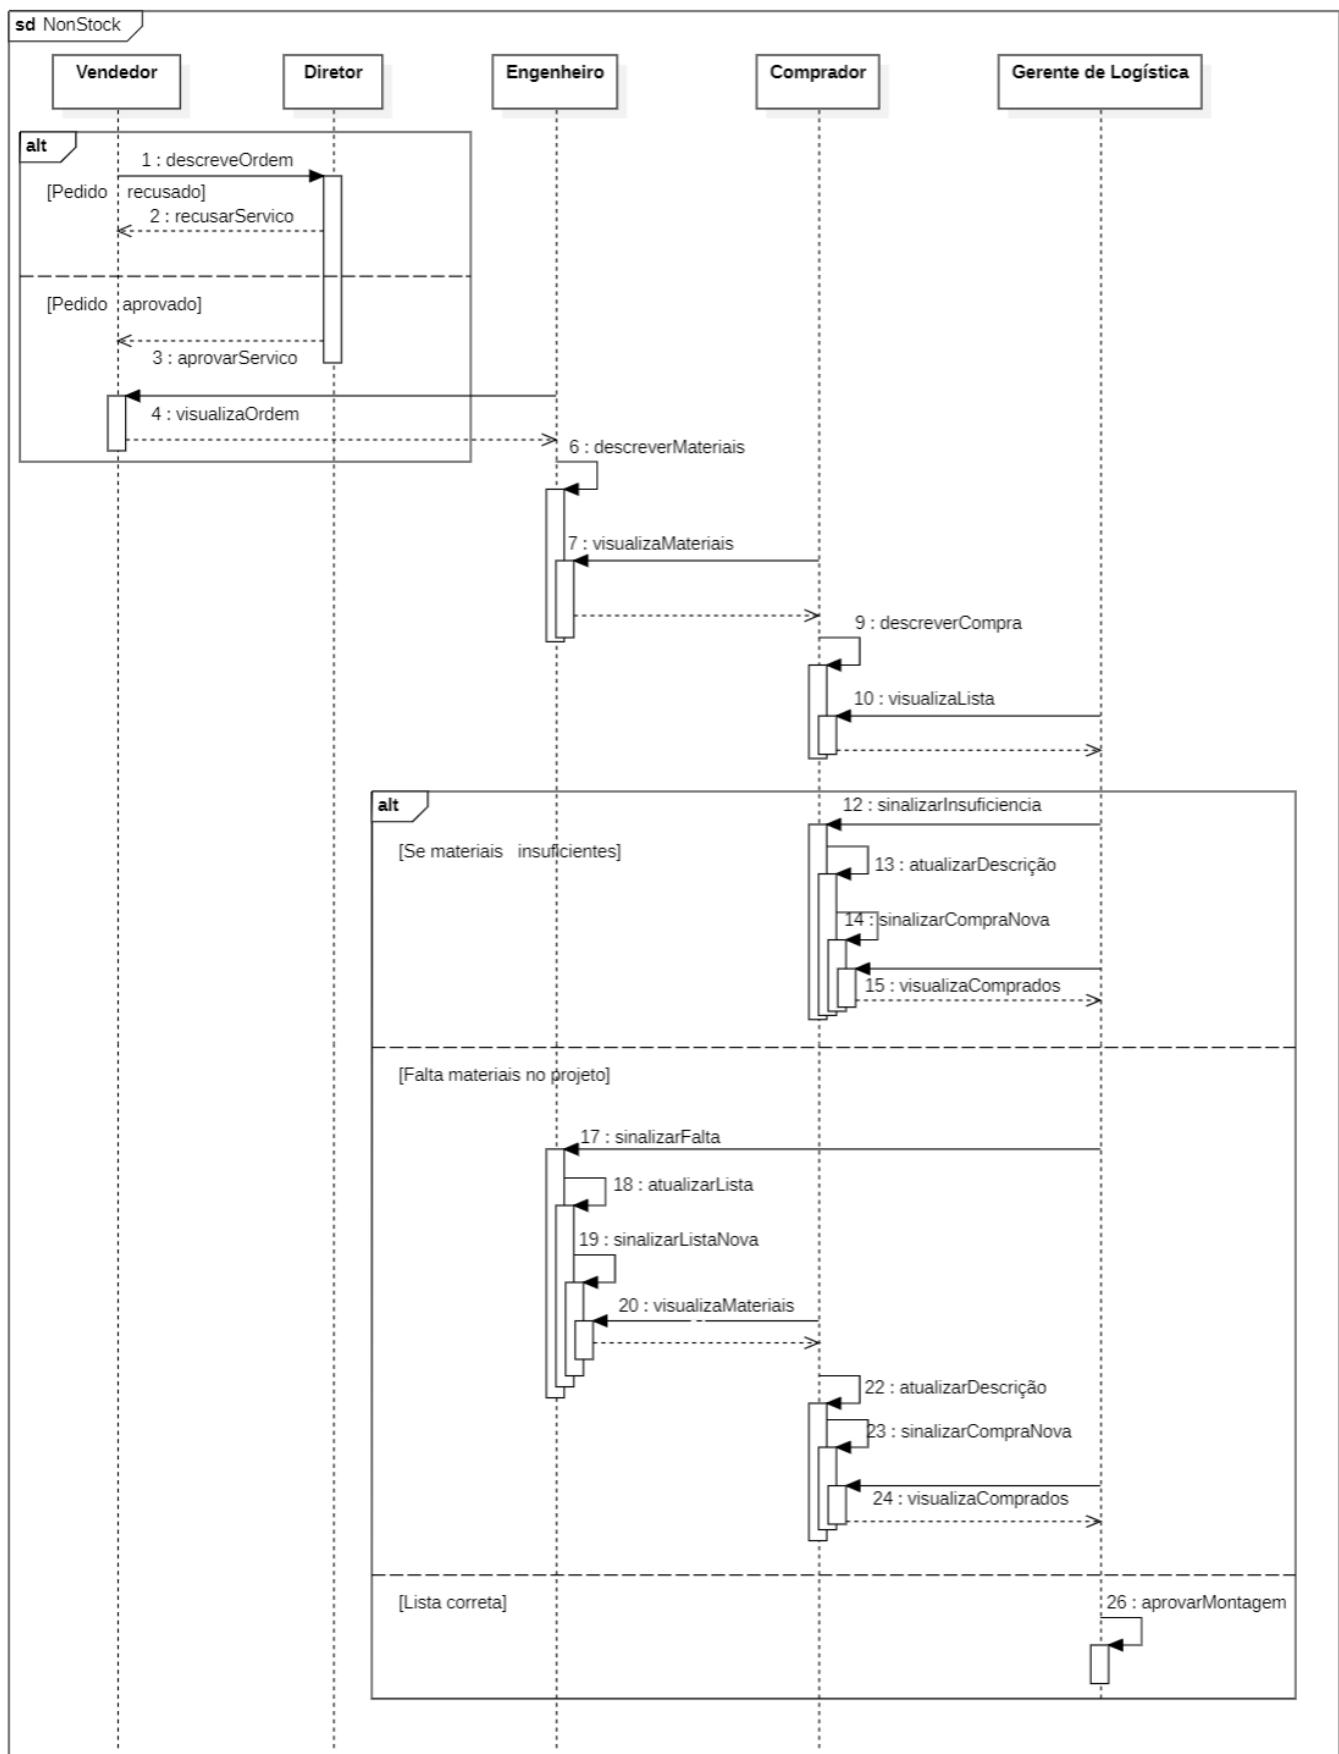 sd NonStock
Vendedor
Diretor
Engenheiro
Comprador
Gerente de Logística
alt
1 : descreveOrdem
[Pedido recusado]
2 : recusarServico
[Pedido aprovado]
3 : aprovarServico
4 : visualizaOrdem
6 : descreverMateriais
7 : visualizaMateriais
9 : descreverCompra
10 : visualizaLista
alt
12 : sinalizarInsuficiencia
[Se materiais insuficientes]
13 : atualizarDescrição
14 : sinalizarCompraNova
15 : visualizaComprados
[Falta materiais no projeto]
17 : sinalizarFalta
18 : atualizarLista
19 : sinalizarListaNova
20 : visualizaMateriais
22 : atualizarDescrição
23 : sinalizarCompraNova
24 : visualizaComprados
[Lista correta]
26 : aprovarMontagem